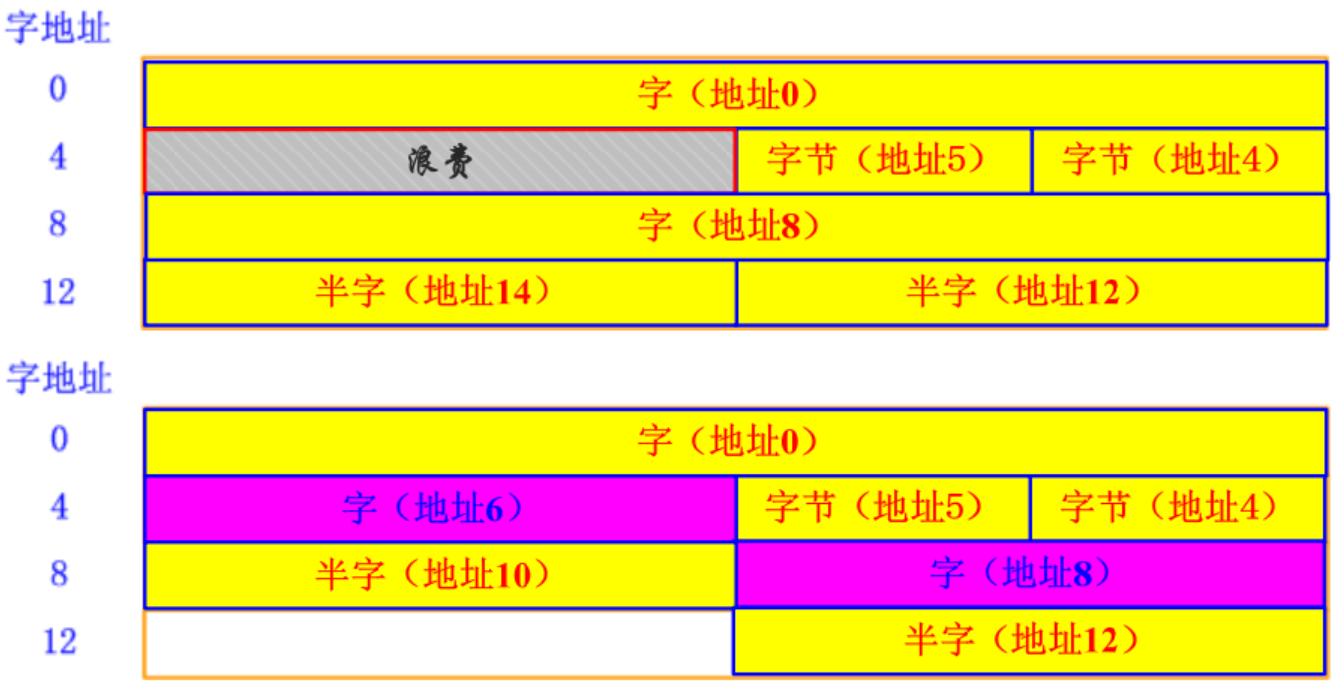 字地址
0 字（地址0）
4 浪费 字节（地址5） 字节（地址4）
8 字（地址8）
12 半字（地址14） 半字（地址12）
字地址
0 字（地址0）
4 字（地址6） 字节（地址5） 字节（地址4）
8 半字（地址10） 字（地址8）
12 半字（地址12）